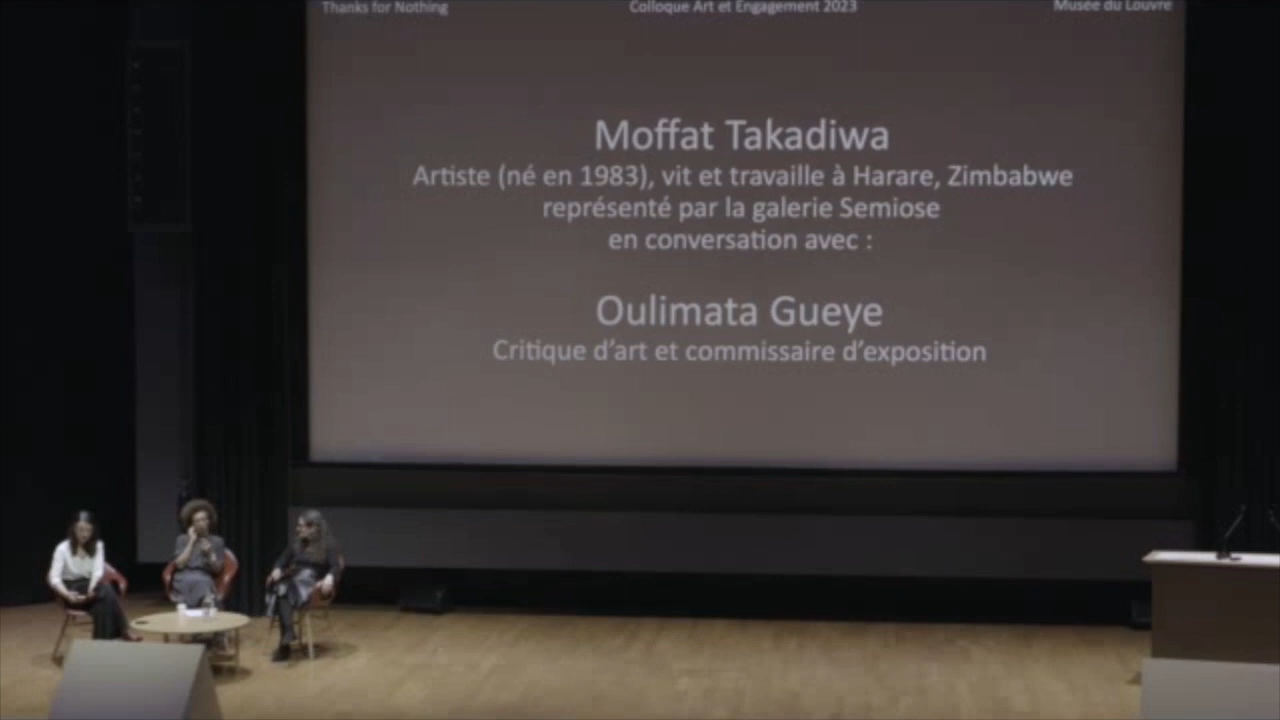 Thanks for Nothing
Colloque Art et Engagement 2023
Musée du Louvre
Moffat Takadiwa
Artiste (né en 1983), vit et travaille à Harare, Zimbabwe
représenté par la galerie Semiose
en conversation avec :
Oulimata Gueye
Critique d’art et commissaire d’exposition